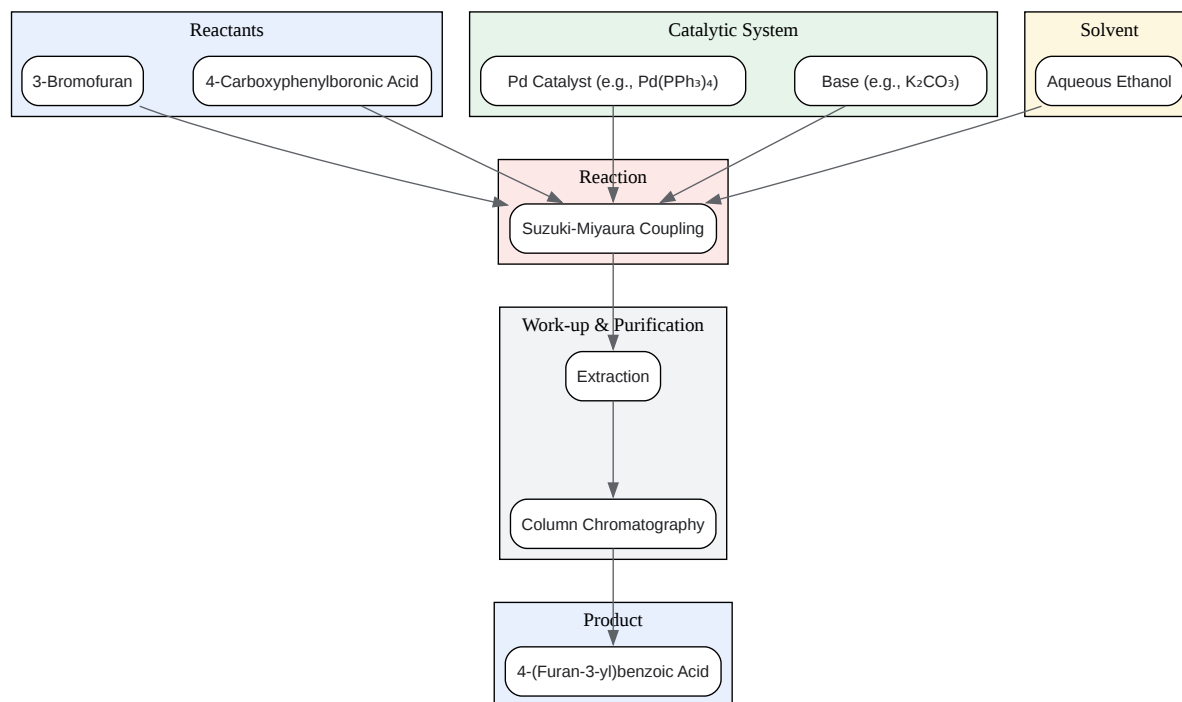 Reactants
Catalytic System
Solvent
3-Bromofuran
4-Carboxyphenylboronic Acid
Pd Catalyst (e.g., Pd(PPh₃)₄)
Base (e.g., K₂CO₃)
Aqueous Ethanol
Reaction
Suzuki-Miyaura Coupling
Work-up & Purification
Extraction
Column Chromatography
Product
4-(Furan-3-yl)benzoic Acid